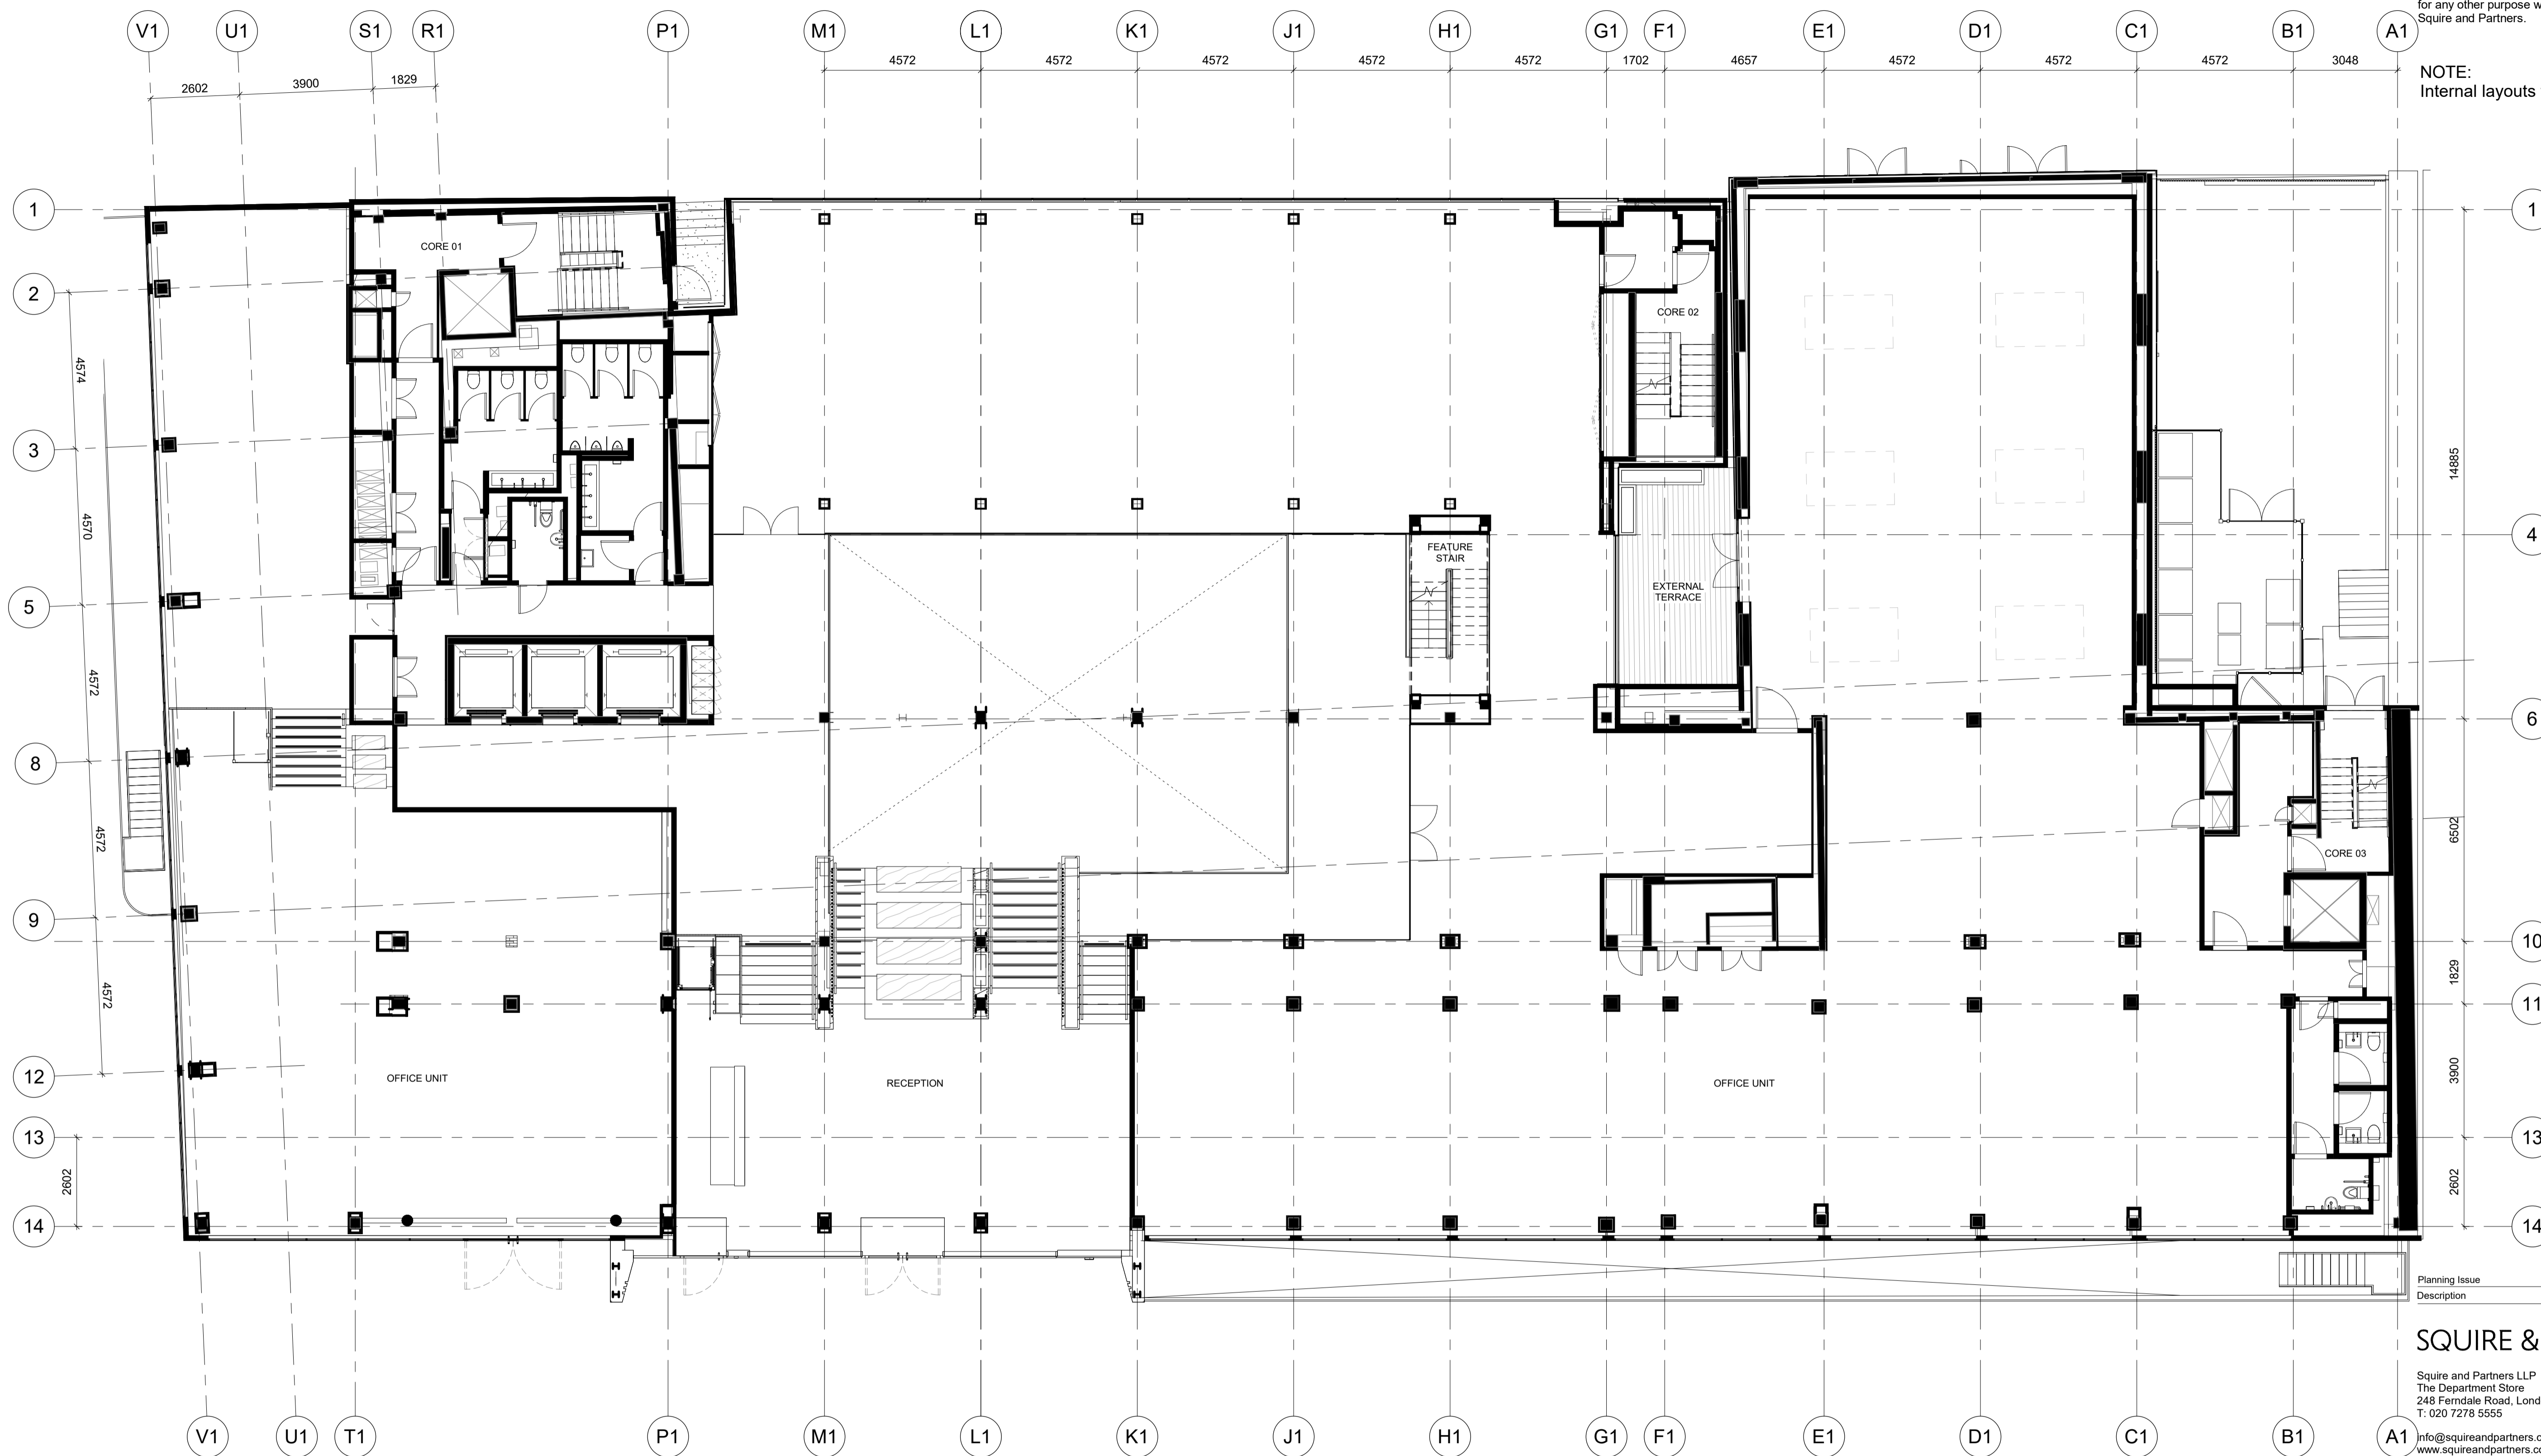 for any other purpose w
Squire and Partners.
V1 U1 S1 R1 P1 M1 L1 K1 J1 H1 G1 F1 E1 D1 C1 B1 A1
4572 4572 4572 4572 4572 1702 4657 4572 4572 4572 3048
2602 3900 1829
NOTE:
Internal layouts
1
1
CORE 01
2
CORE 02
4574
3
14885
4570
4
FEATURE
STAIR
EXTERNAL
TERRACE
5
4572
6
8
4572
6502
CORE 03
9
10
4572
1829
11
12
OFFICE UNIT
RECEPTION
OFFICE UNIT
3900
13
13
2602
2602
14
14
Planning Issue
Description
SQUIRE &
Squire and Partners LLP
The Department Store
248 Ferndale Road, Lond
T: 020 7278 5555
info@squireandpartners.c
www.squireandpartners.co
V1 U1 T1 P1 M1 L1 K1 J1 H1 G1 F1 E1 D1 C1 B1 A1